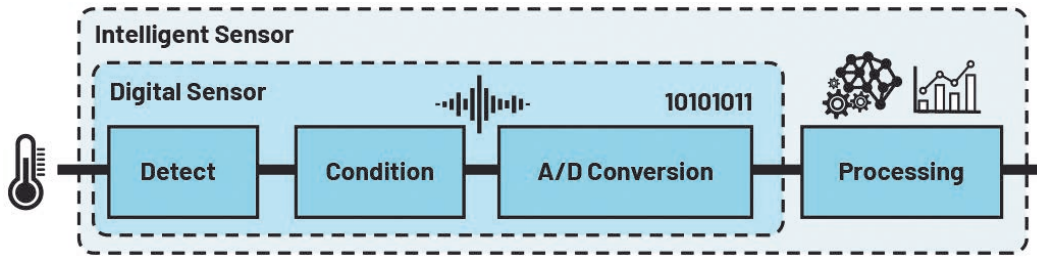 Intelligent Sensor
Digital Sensor
10101011
Detect
Condition
A/D Conversion
Processing